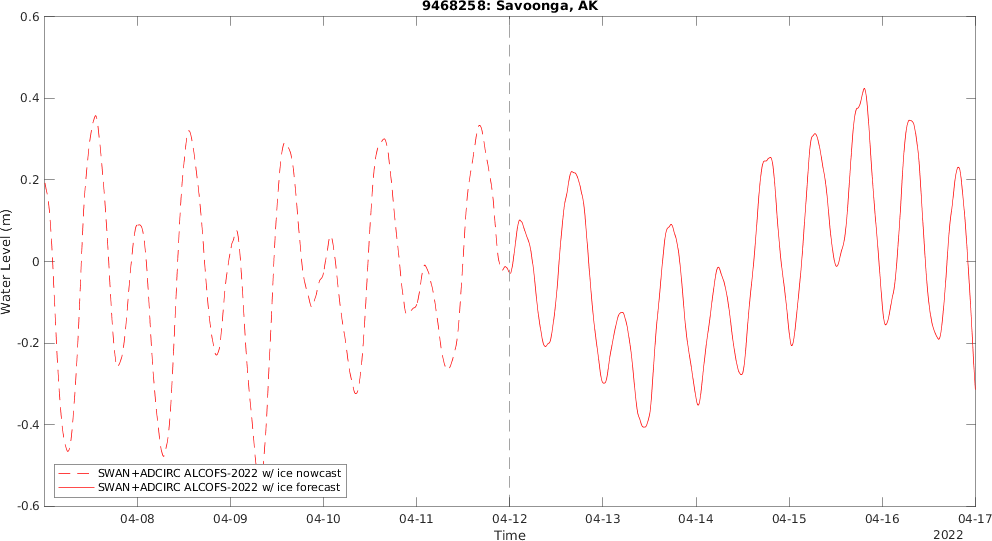 9468258: Savoonga, AK
0.6
0.4
0.2
0
-0.2
-0.4
-0.6
Water Level (m)
SWAN+ADCIRC ALCOFS-2022 w/ ice nowcast
SWAN+ADCIRC ALCOFS-2022 w/ ice forecast
04-08 04-09 04-10 04-11 04-12 04-13 04-14 04-15 04-16 04-17
Time
2022